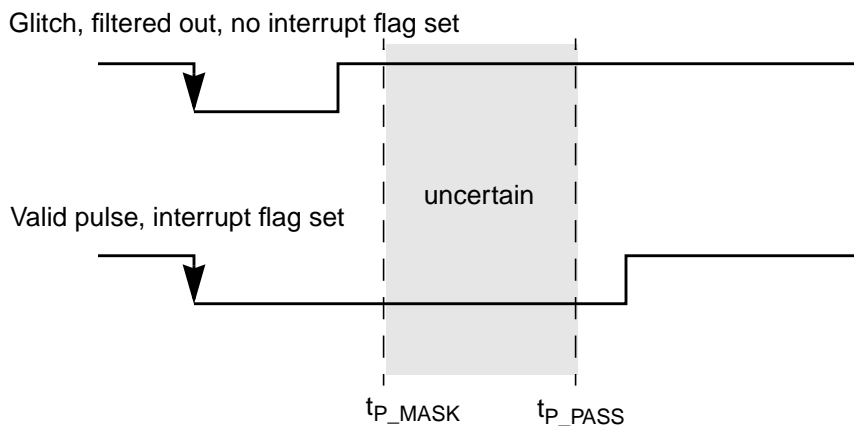 Glitch, filtered out, no interrupt flag set
uncertain
Valid pulse, interrupt flag set
tP_MASK
tP_PASS